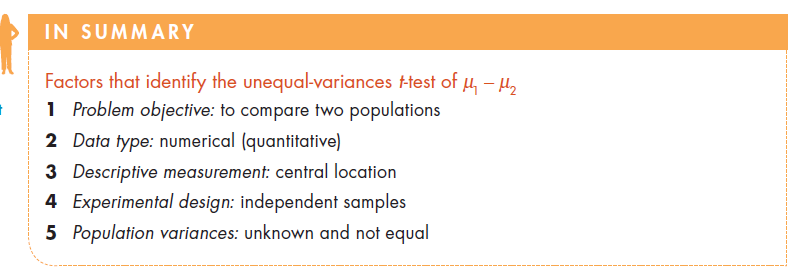 IN SUMMARY
Factors that identify the unequal-variances t-test of μ₁ – μ₂
1 Problem objective: to compare two populations
2 Data type: numerical (quantitative)
3 Descriptive measurement: central location
4 Experimental design: independent samples
5 Population variances: unknown and not equal